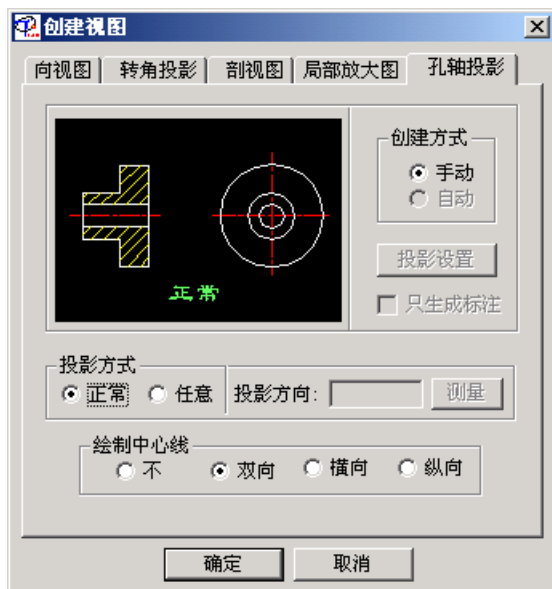 创建视图
向视图 转角投影 剖视图 局部放大图 孔轴投影
正常
创建方式
手动
自动
投影设置
只生成标注
投影方式
正常 任意 投影方向: 测量
绘制中心线
不 双向 横向 纵向
确定 取消